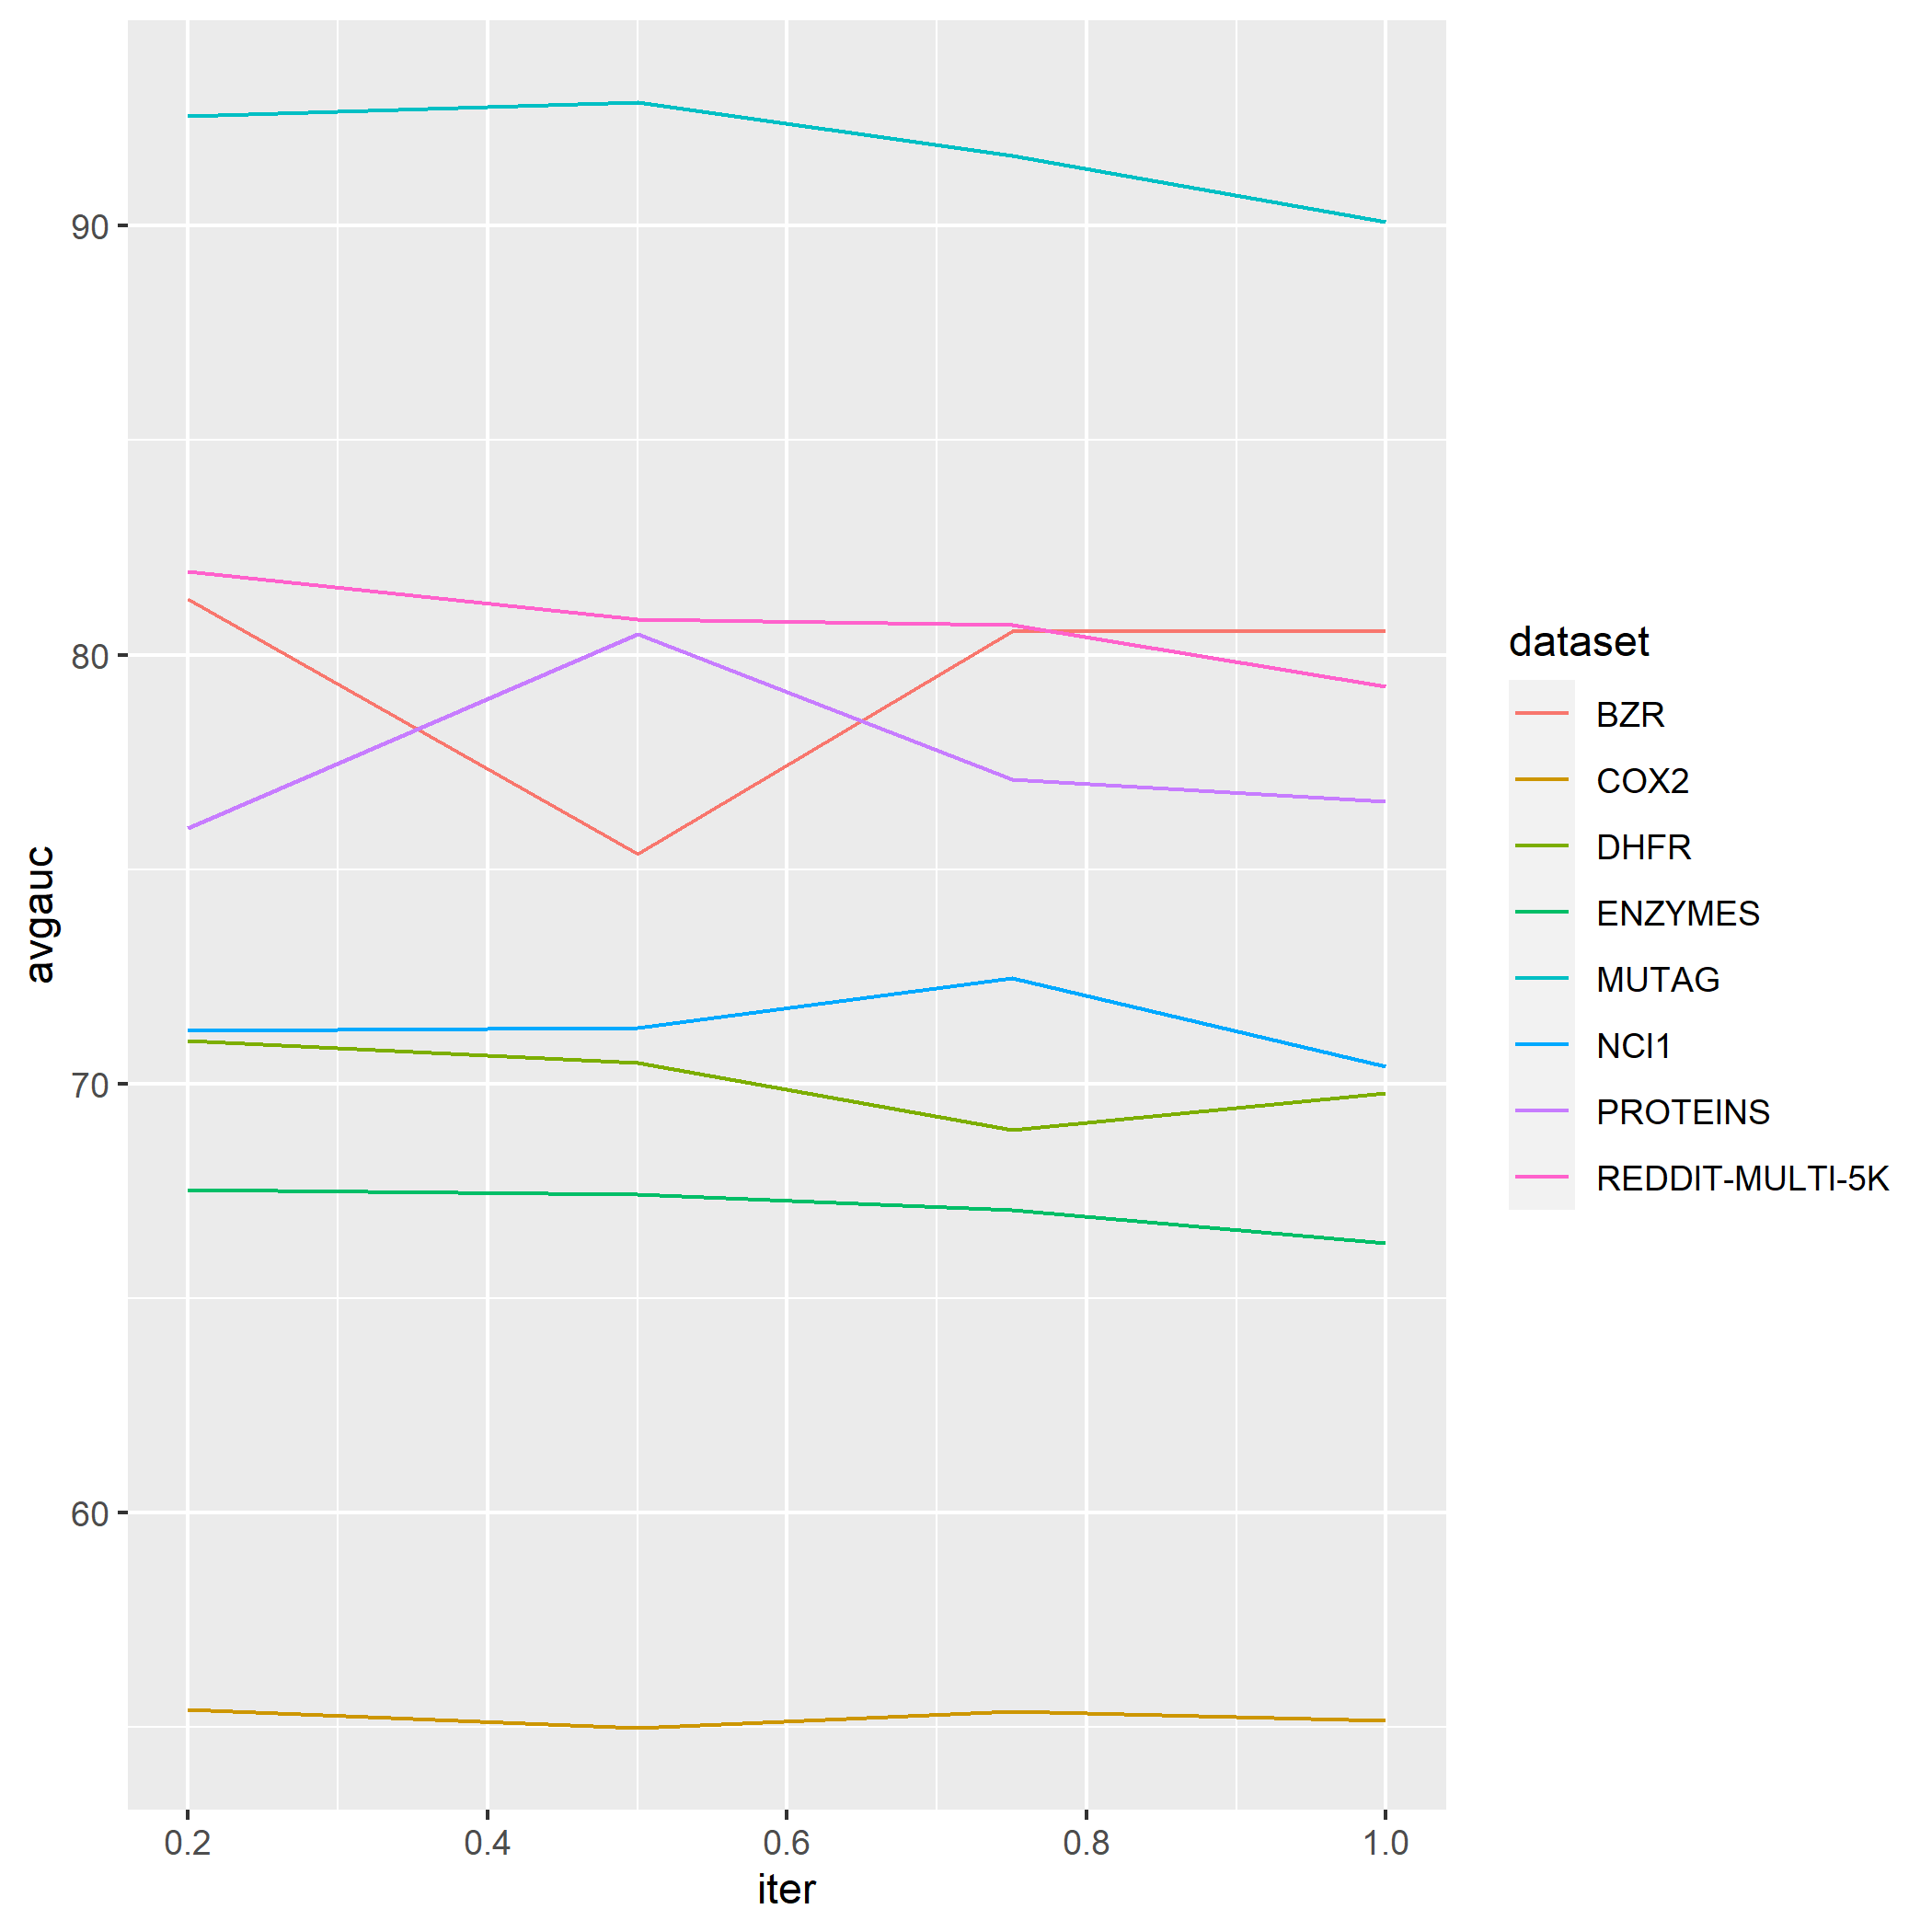 90
80
70
60
avgauc
0.2 0.4 0.6 0.8 1.0
iter
dataset
BZR
COX2
DHFR
ENZYMES
MUTAG
NCI1
PROTEINS
REDDIT-MULTI-5K